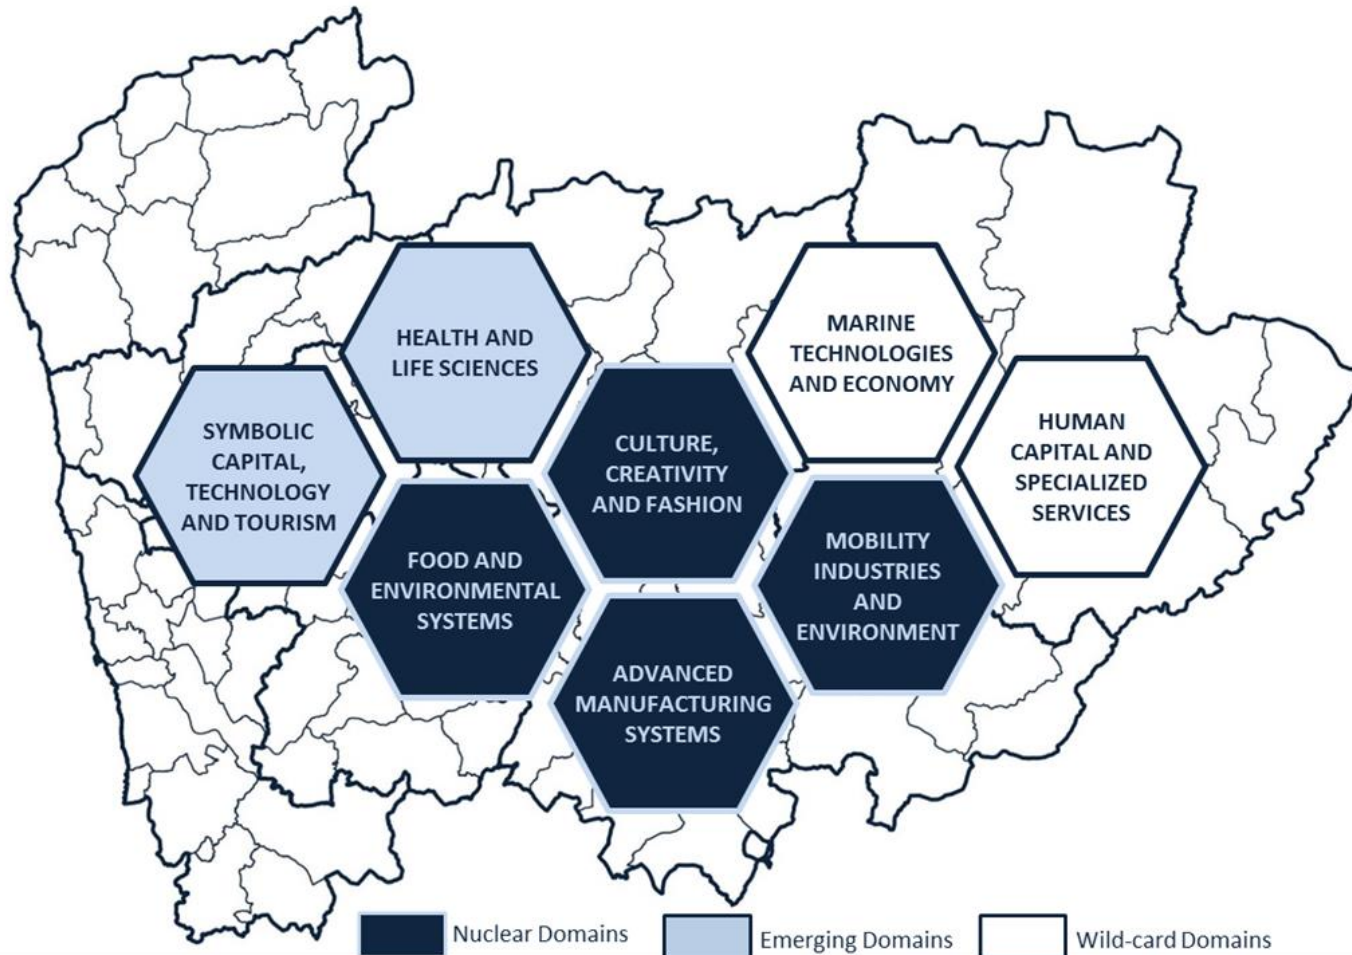 HEALTH AND
LIFE SCIENCES
MARINE
TECHNOLOGIES
AND ECONOMY
SYMBOLIC
CAPITAL,
TECHNOLOGY
AND TOURISM
CULTURE,
CREATIVITY
AND FASHION
HUMAN
CAPITAL AND
SPECIALIZED
SERVICES
FOOD AND
ENVIRONMENTAL
SYSTEMS
MOBILITY
INDUSTRIES
AND
ENVIRONMENT
ADVANCED
MANUFACTURING
SYSTEMS
Nuclear Domains
Emerging Domains
Wild-card Domains